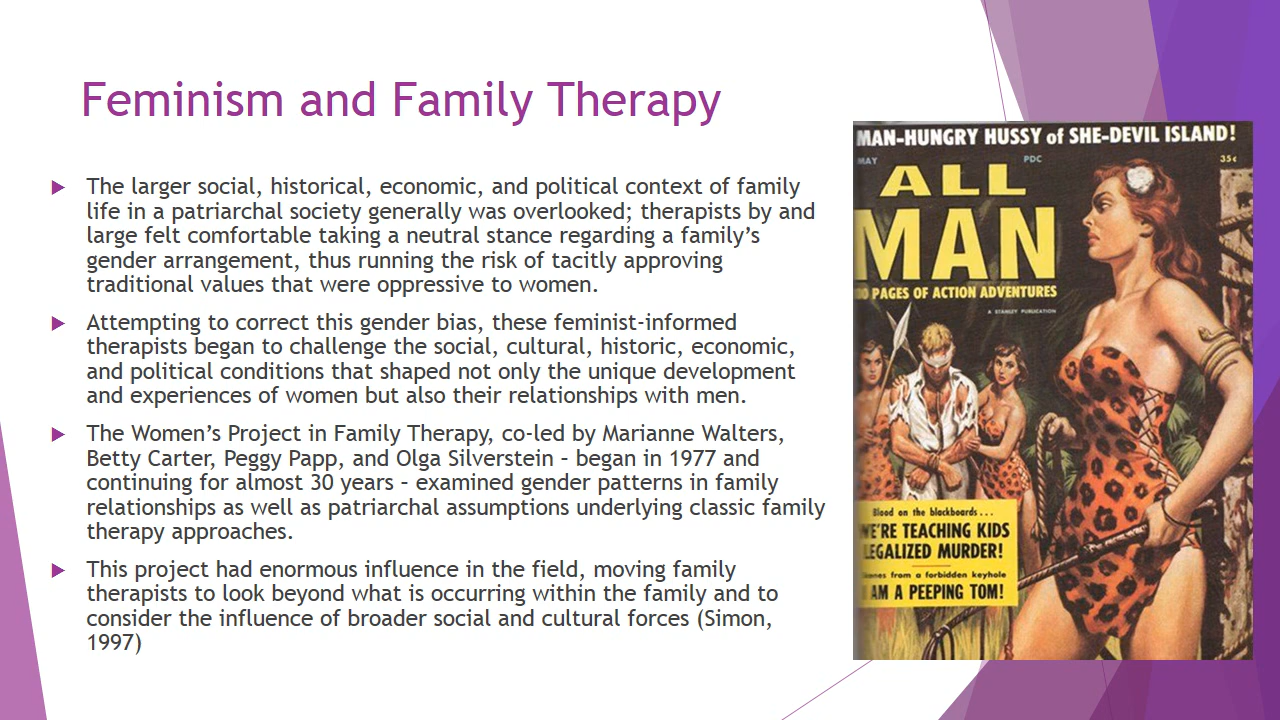 Feminism and Family Therapy
The larger social, historical, economic, and political context of family
life in a patriarchal society generally was overlooked; therapists by and
large felt comfortable taking a neutral stance regarding a family’s
gender arrangement, thus running the risk of tacitly approving
traditional values that were oppressive to women.
Attempting to correct this gender bias, these feminist-informed
therapists began to challenge the social, cultural, historic, economic,
and political conditions that shaped not only the unique development
and experiences of women but also their relationships with men.
The Women’s Project in Family Therapy, co-led by Marianne Walters,
Betty Carter, Peggy Papp, and Olga Silverstein – began in 1977 and
continuing for almost 30 years – examined gender patterns in family
relationships as well as patriarchal assumptions underlying classic family
therapy approaches.
This project had enormous influence in the field, moving family
therapists to look beyond what is occurring within the family and to
consider the influence of broader social and cultural forces (Simon,
1997)
MAN-HUNGRY HUSSY of SHE-DEVIL ISLAND!
MAY PDC 35¢
ALL
MAN
PAGES OF ACTION ADVENTURES
A STANLEY PUBLICATION
Blood on the blackboards...
WE'RE TEACHING KIDS
LEGALIZED MURDER!
from a forbidden keyhole
I AM A PEEPING TOM!